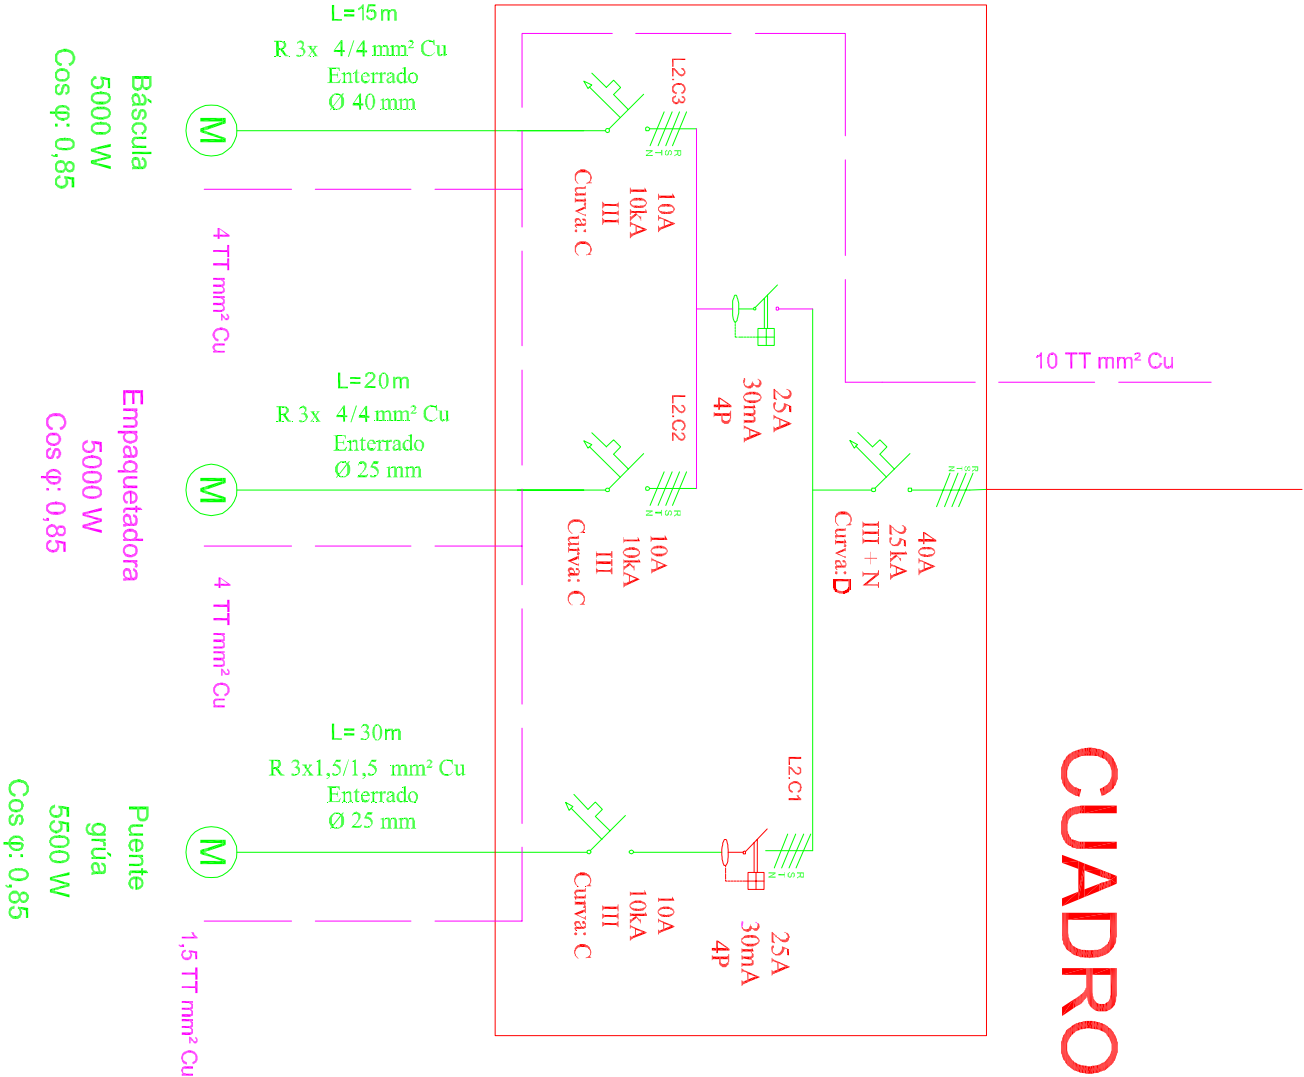 L=15m
R 3x 4/4 mm² Cu
Enterrado
Ø 40 mm
Báscula
5000 W
Cos φ: 0,85
M
4 TT mm² Cu
L2.C3
R S T N
10A
10kA
III
Curva: C
25A
30mA
4P
10 TT mm² Cu
L=20m
R 3x 4/4 mm² Cu
Enterrado
Ø 25 mm
Empaquetadora
5000 W
Cos φ: 0,85
M
4 TT mm² Cu
L2.C2
R S T N
10A
10kA
III
Curva: C
R S T N
40A
25kA
III + N
Curva:D
L=30m
R 3x1,5/1,5 mm² Cu
Enterrado
Ø 25 mm
Puente
grúa
5500 W
Cos φ: 0,85
M
1,5 TT mm² Cu
10A
10kA
III
Curva: C
L2.C1
R S T N
25A
30mA
4P
CUADRO